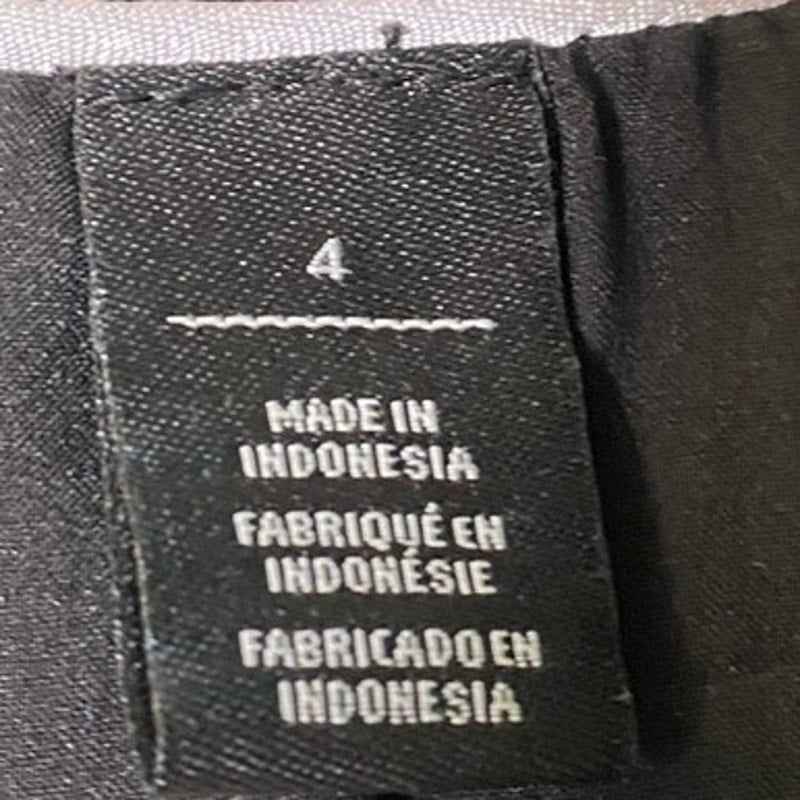 4
MADE IN
INDONESIA
FABRIQUÉ EN
INDONÉSIE
FABRICADO EN
INDONESIA